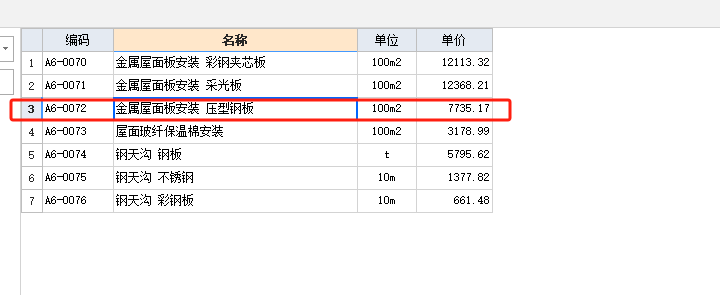 编码 名称 单位 单价
1 A6-0070 金属屋面板安装 彩钢夹芯板 100m2 12113.32
2 A6-0071 金属屋面板安装 采光板 100m2 12368.21
3 A6-0072 金属屋面板安装 压型钢板 100m2 7735.17
4 A6-0073 屋面玻纤保温棉安装 100m2 3178.99
5 A6-0074 钢天沟 钢板 t 5795.62
6 A6-0075 钢天沟 不锈钢 10m 1377.82
7 A6-0076 钢天沟 彩钢板 10m 661.48